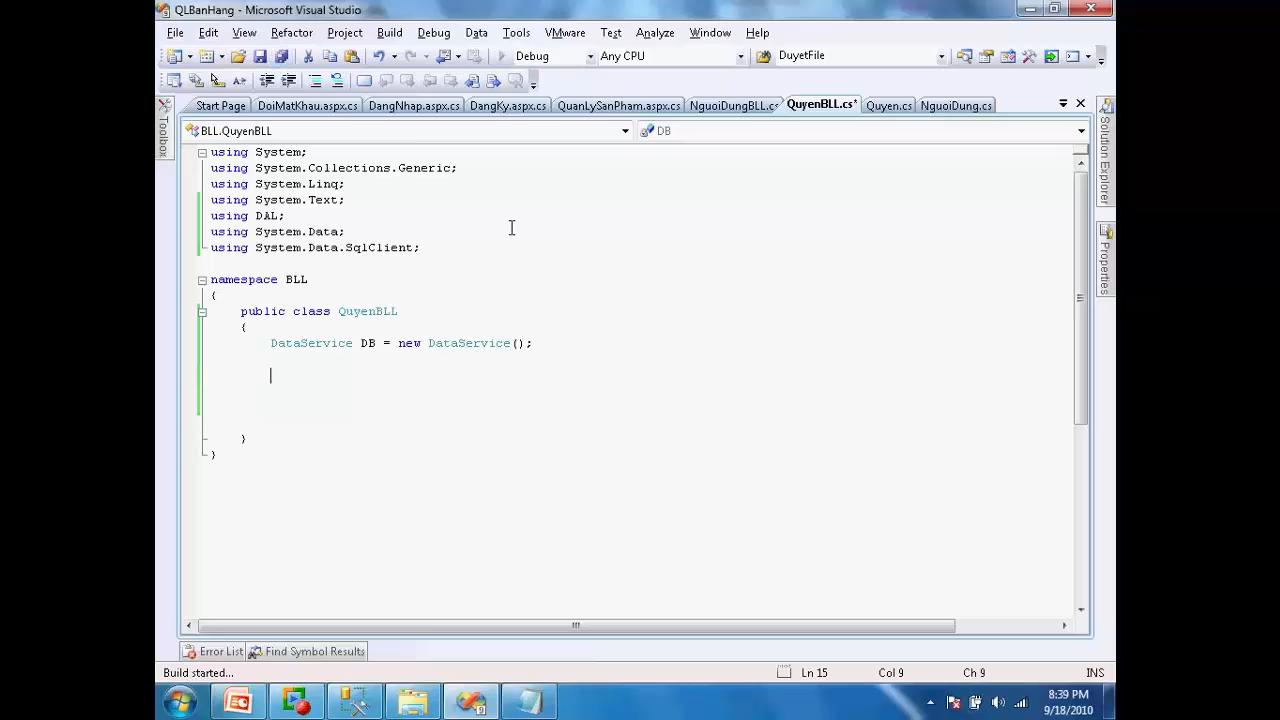 QLBanHang - Microsoft Visual Studio
File Edit View Refactor Project Build Debug Data Tools VMware Test Analyze Window Help
Debug Any CPU DuyetFile
Start Page DoiMatKhau.aspx.cs DangNhap.aspx.cs DangKy.aspx.cs QuanLySanPham.aspx.cs NguoiDungBLL.cs QuyenBLL.cs* Quyen.cs NguoiDung.cs
Toolbox
BLL.QuyenBLL DB
Solution Explorer
Properties
using System;
using System.Collections.Generic;
using System.Linq;
using System.Text;
using DAL;
using System.Data;
using System.Data.SqlClient;
namespace BLL
{
public class QuyenBLL
{
DataService DB = new DataService();
}
}
Error List Find Symbol Results
Build started... Ln 15 Col 9 Ch 9 INS
8:39 PM
9/18/2010